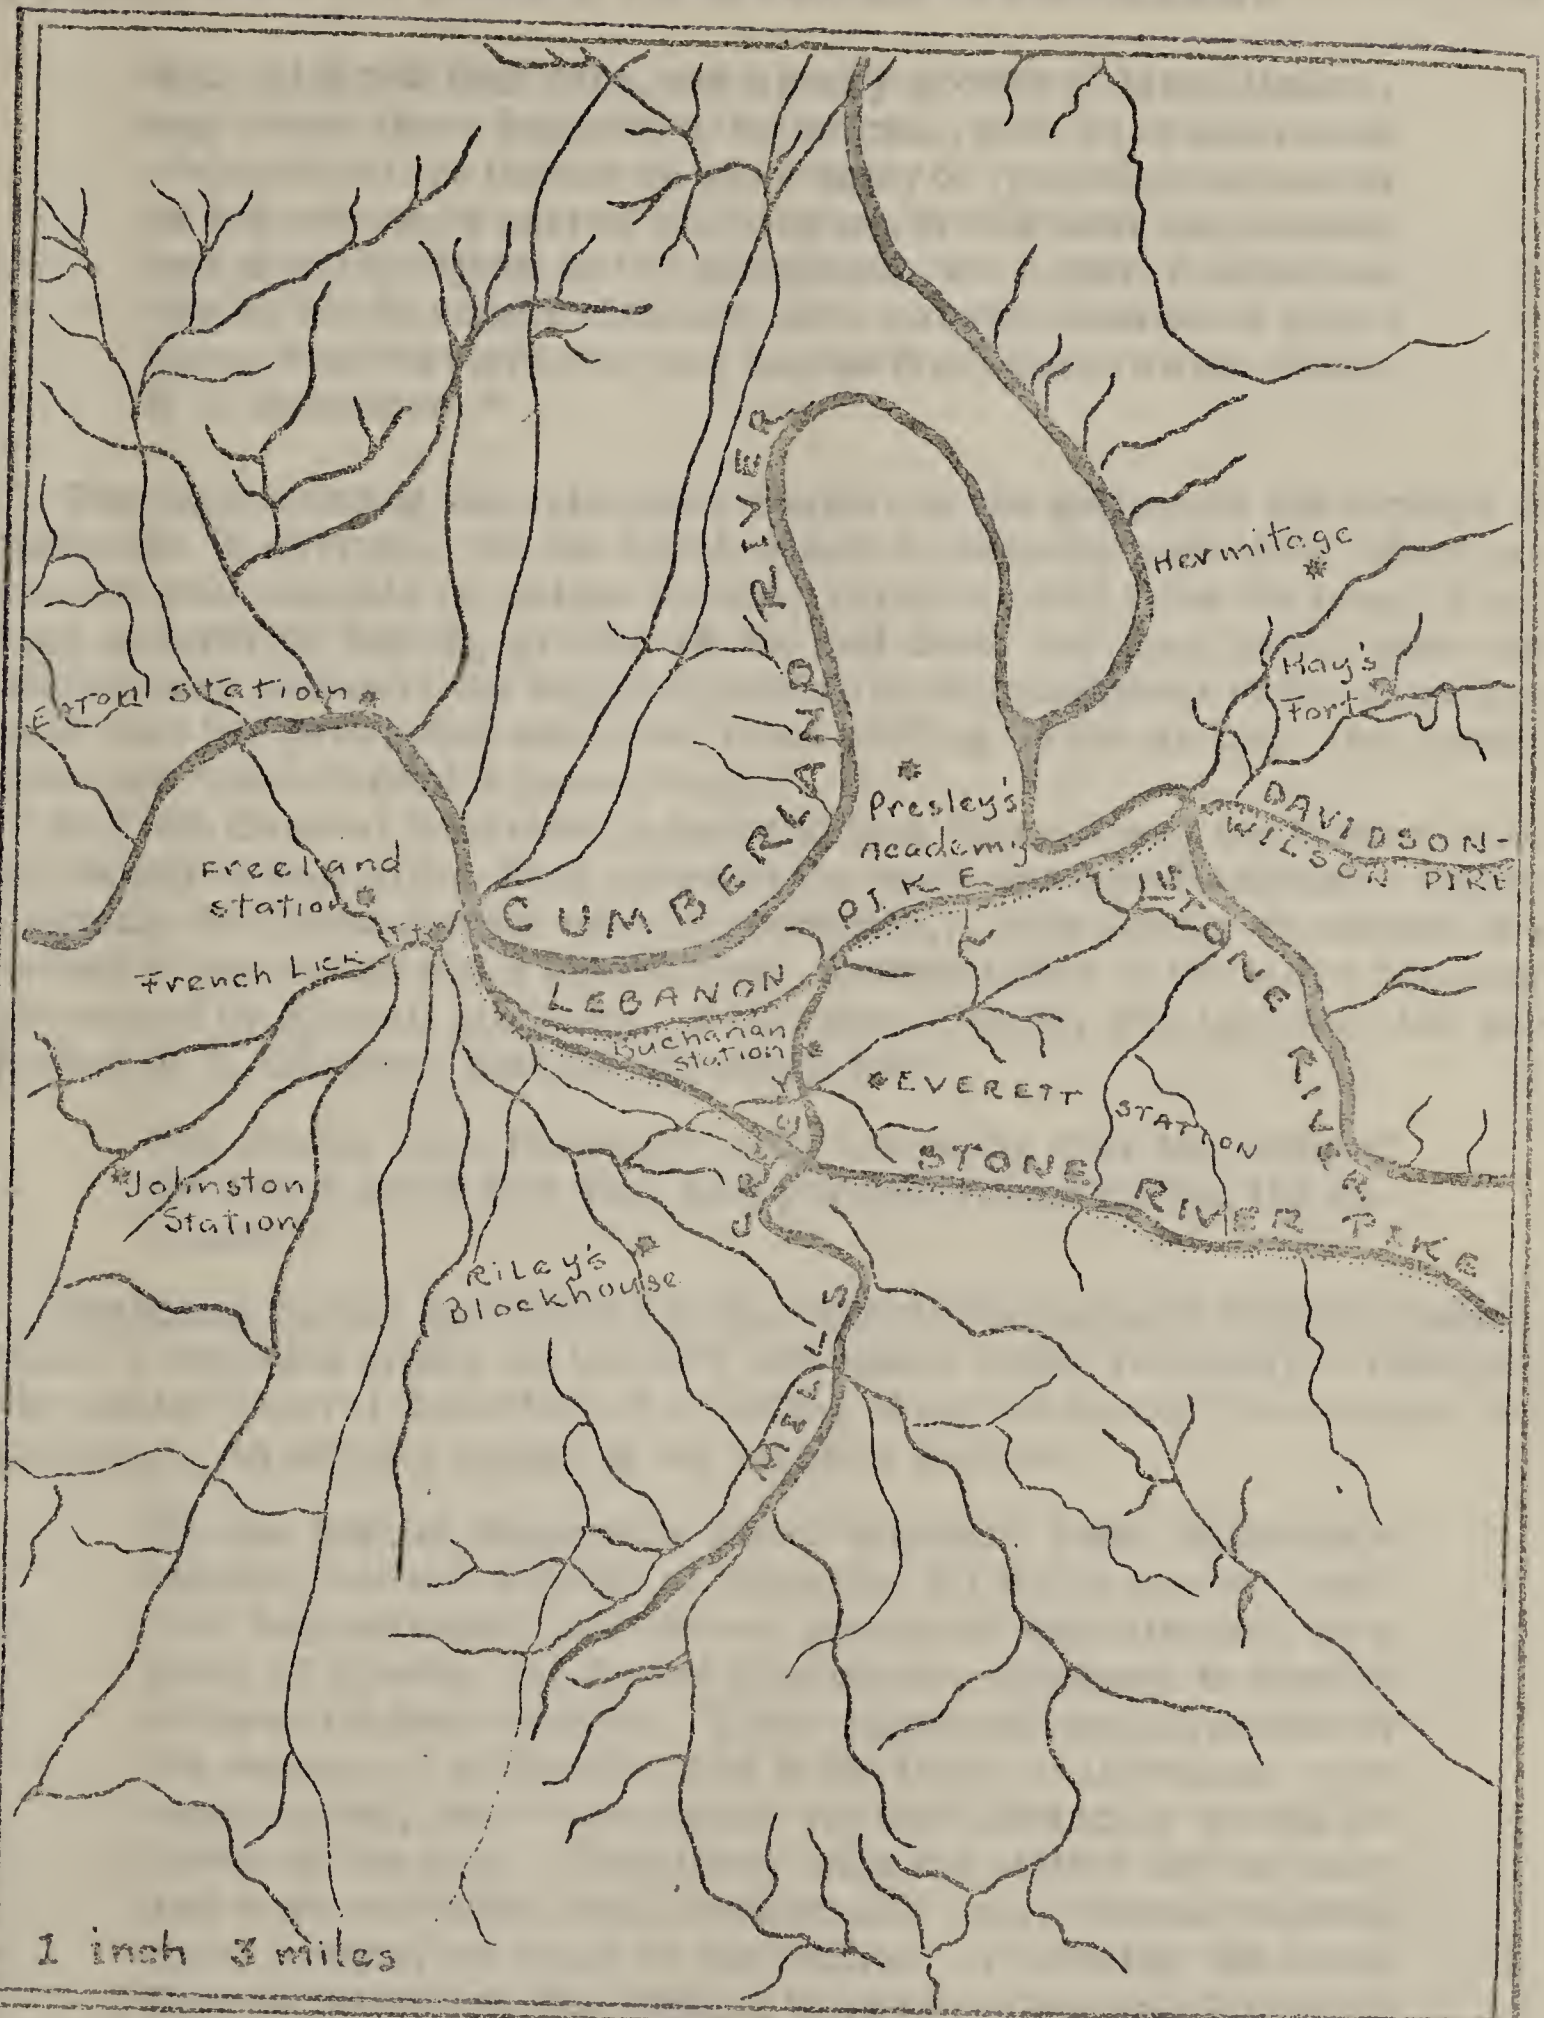 Hermitage
Hay's
Fort
Eaton Station
CUMBERLAND RIVER
Presley's
Academy
DAVIDSON-
WILSON PIKE
Freeland
Station
French Lick
LEBANON PIKE
STONE RIVER
Buchanan
Station
EVERETT
STATION
STONE RIVER PIKE
Johnston
Station
Riley's
Blockhouse
MILLS CREEK
1 inch 3 miles